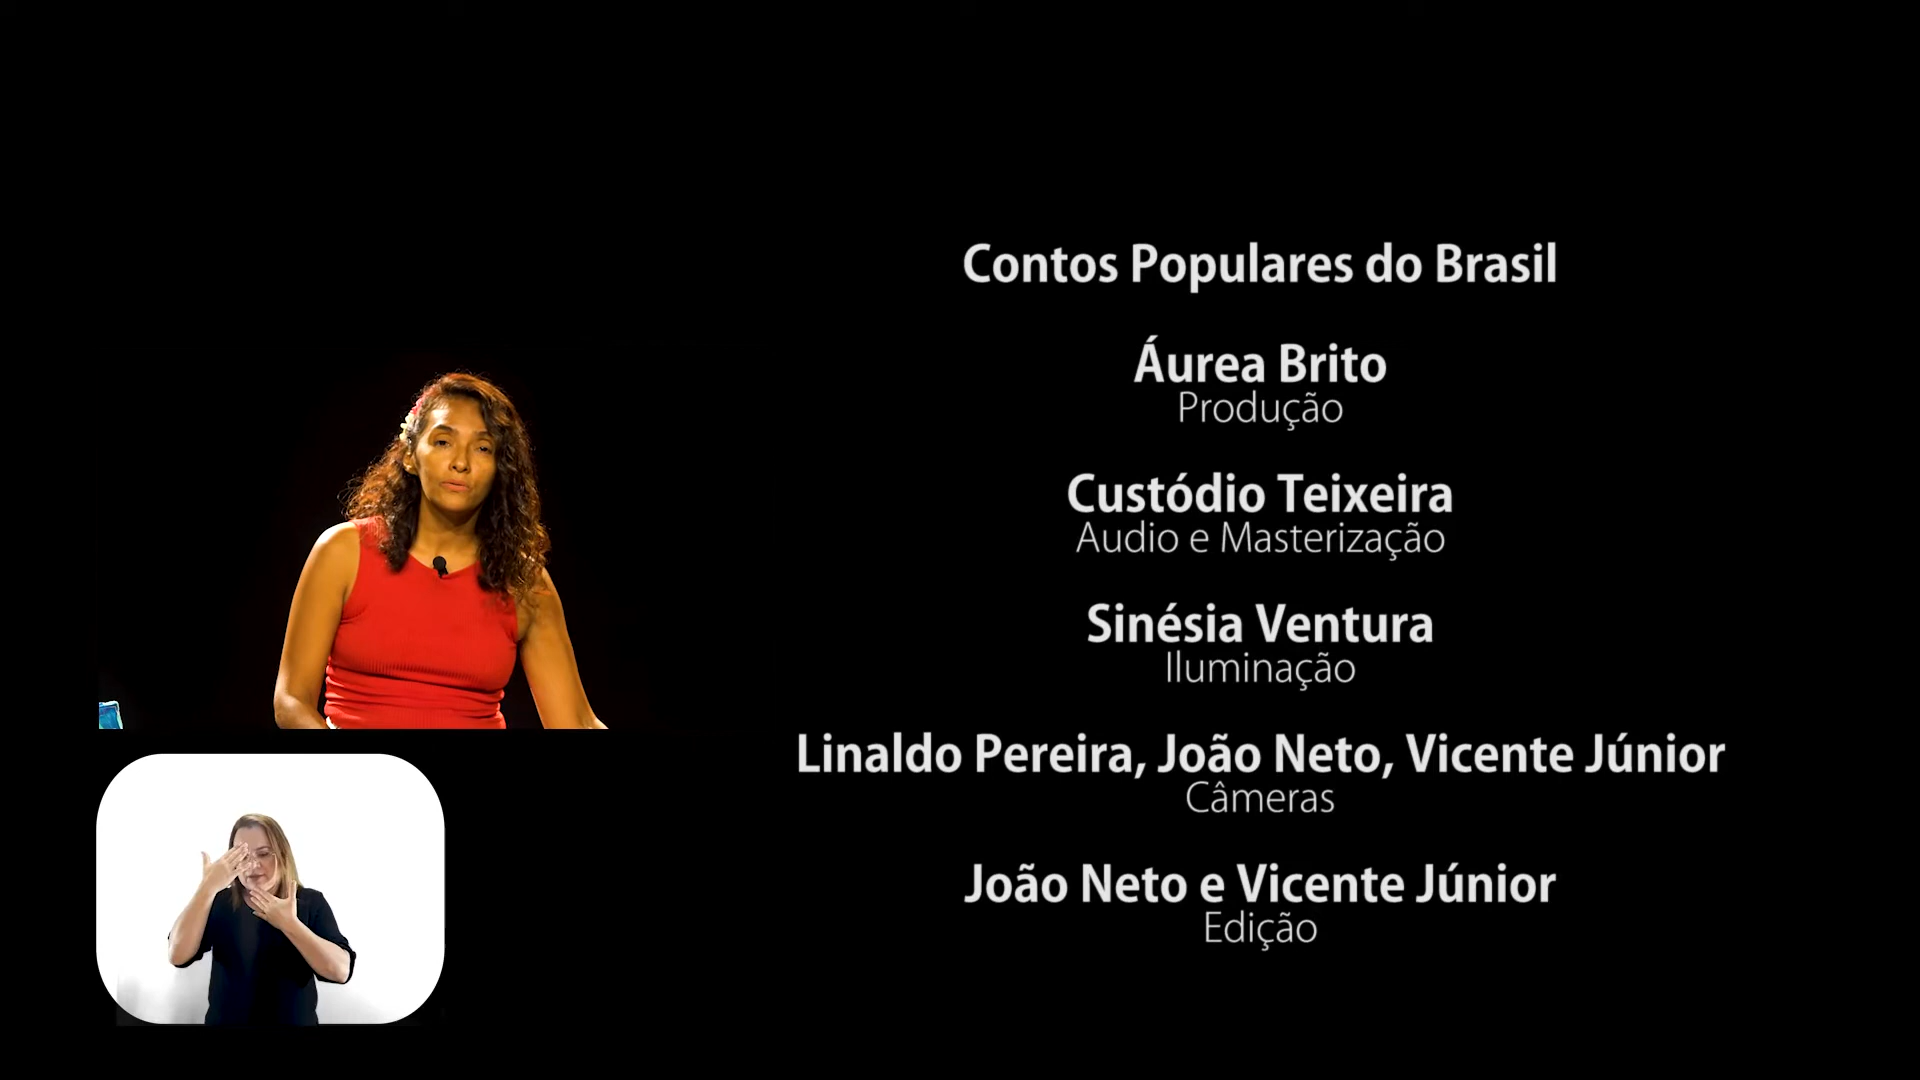 Contos Populares do Brasil
Áurea Brito
Produção
Custódio Teixeira
Audio e Masterização
Sinésia Ventura
Iluminação
Linaldo Pereira, João Neto, Vicente Júnior
Câmeras
João Neto e Vicente Júnior
Edição